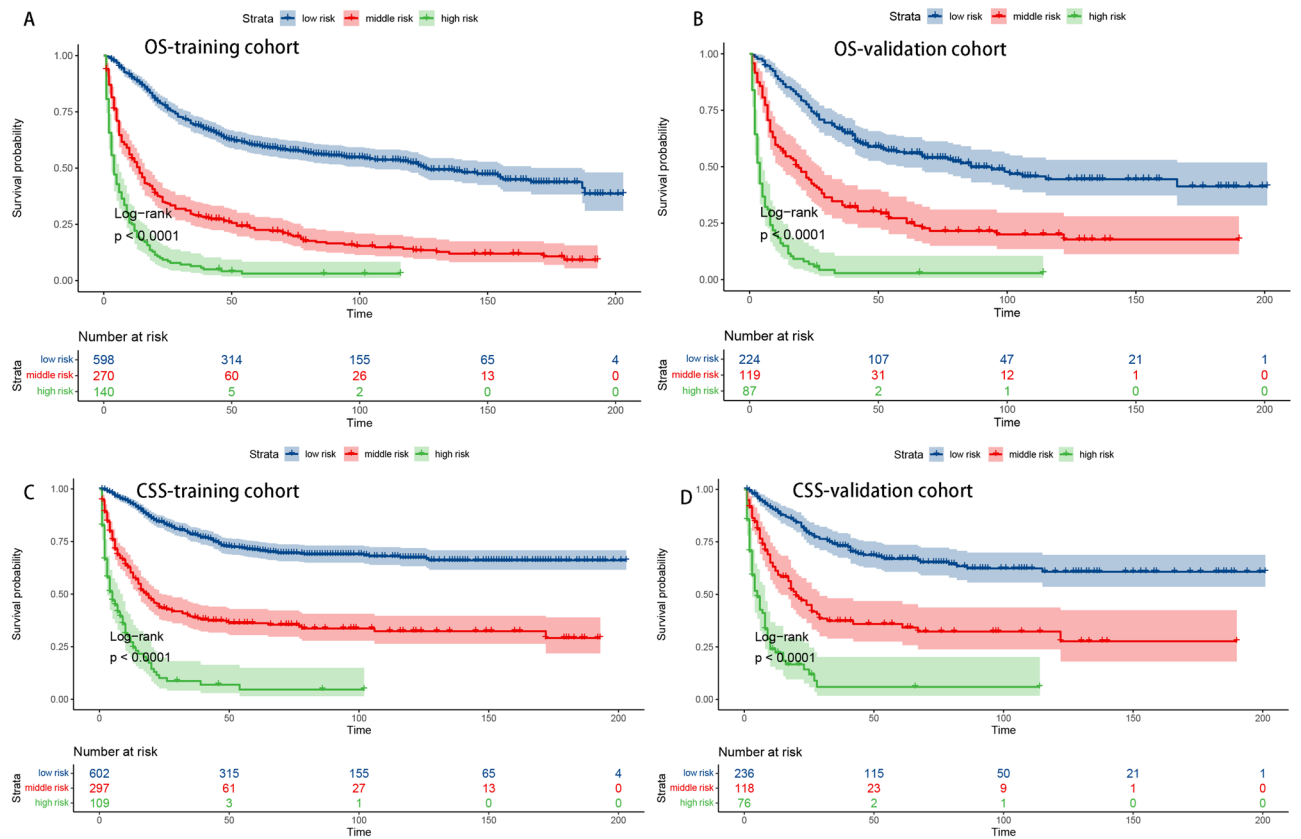 A
Strata low risk middle risk high risk
OS-training cohort
Survival probability
1.00
0.75
0.50
0.25
0.00
Log-rank
p < 0.0001
0 50 100 150 200
Time
Number at risk
Strata
low risk 598 314 155 65 4
middle risk 270 60 26 13 0
high risk 140 5 2 0 0
0 50 100 150 200
Time
B
Strata low risk middle risk high risk
OS-validation cohort
Survival probability
1.00
0.75
0.50
0.25
0.00
Log-rank
p < 0.0001
0 50 100 150 200
Time
Number at risk
Strata
low risk 224 107 47 21 1
middle risk 119 31 12 1 0
high risk 87 2 1 0 0
0 50 100 150 200
Time
C
Strata low risk middle risk high risk
CSS-training cohort
Survival probability
1.00
0.75
0.50
0.25
0.00
Log-rank
p < 0.0001
0 50 100 150 200
Time
Number at risk
Strata
low risk 602 315 155 65 4
middle risk 297 61 27 13 0
high risk 109 3 1 0 0
0 50 100 150 200
Time
D
Strata low risk middle risk high risk
CSS-validation cohort
Survival probability
1.00
0.75
0.50
0.25
0.00
Log-rank
p < 0.0001
0 50 100 150 200
Time
Number at risk
Strata
low risk 236 115 50 21 1
middle risk 118 23 9 1 0
high risk 76 2 1 0 0
0 50 100 150 200
Time